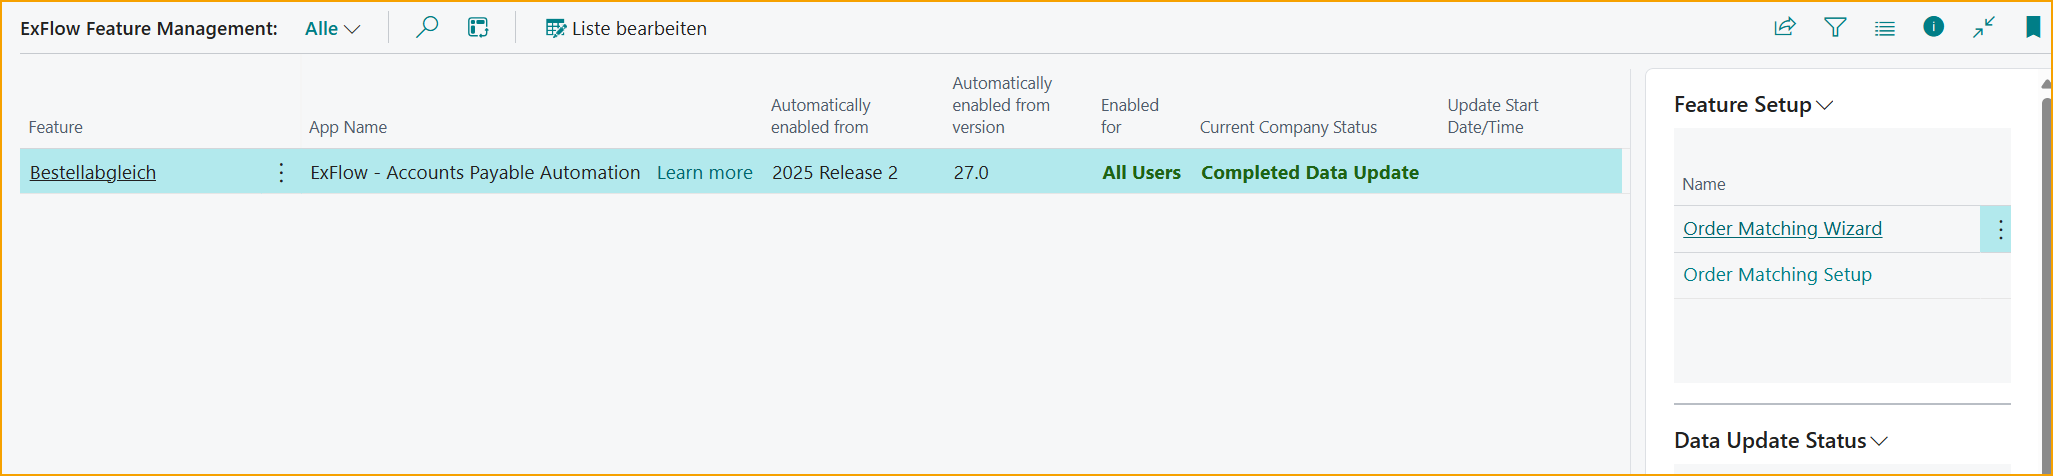 ExFlow Feature Management: Alle Liste bearbeiten
Feature App Name Automatically enabled from Automatically enabled from version Enabled for Current Company Status Update Start Date/Time
Bestellabgleich ExFlow - Accounts Payable Automation Learn more 2025 Release 2 27.0 All Users Completed Data Update
Feature Setup
Name
Order Matching Wizard
Order Matching Setup
Data Update Status